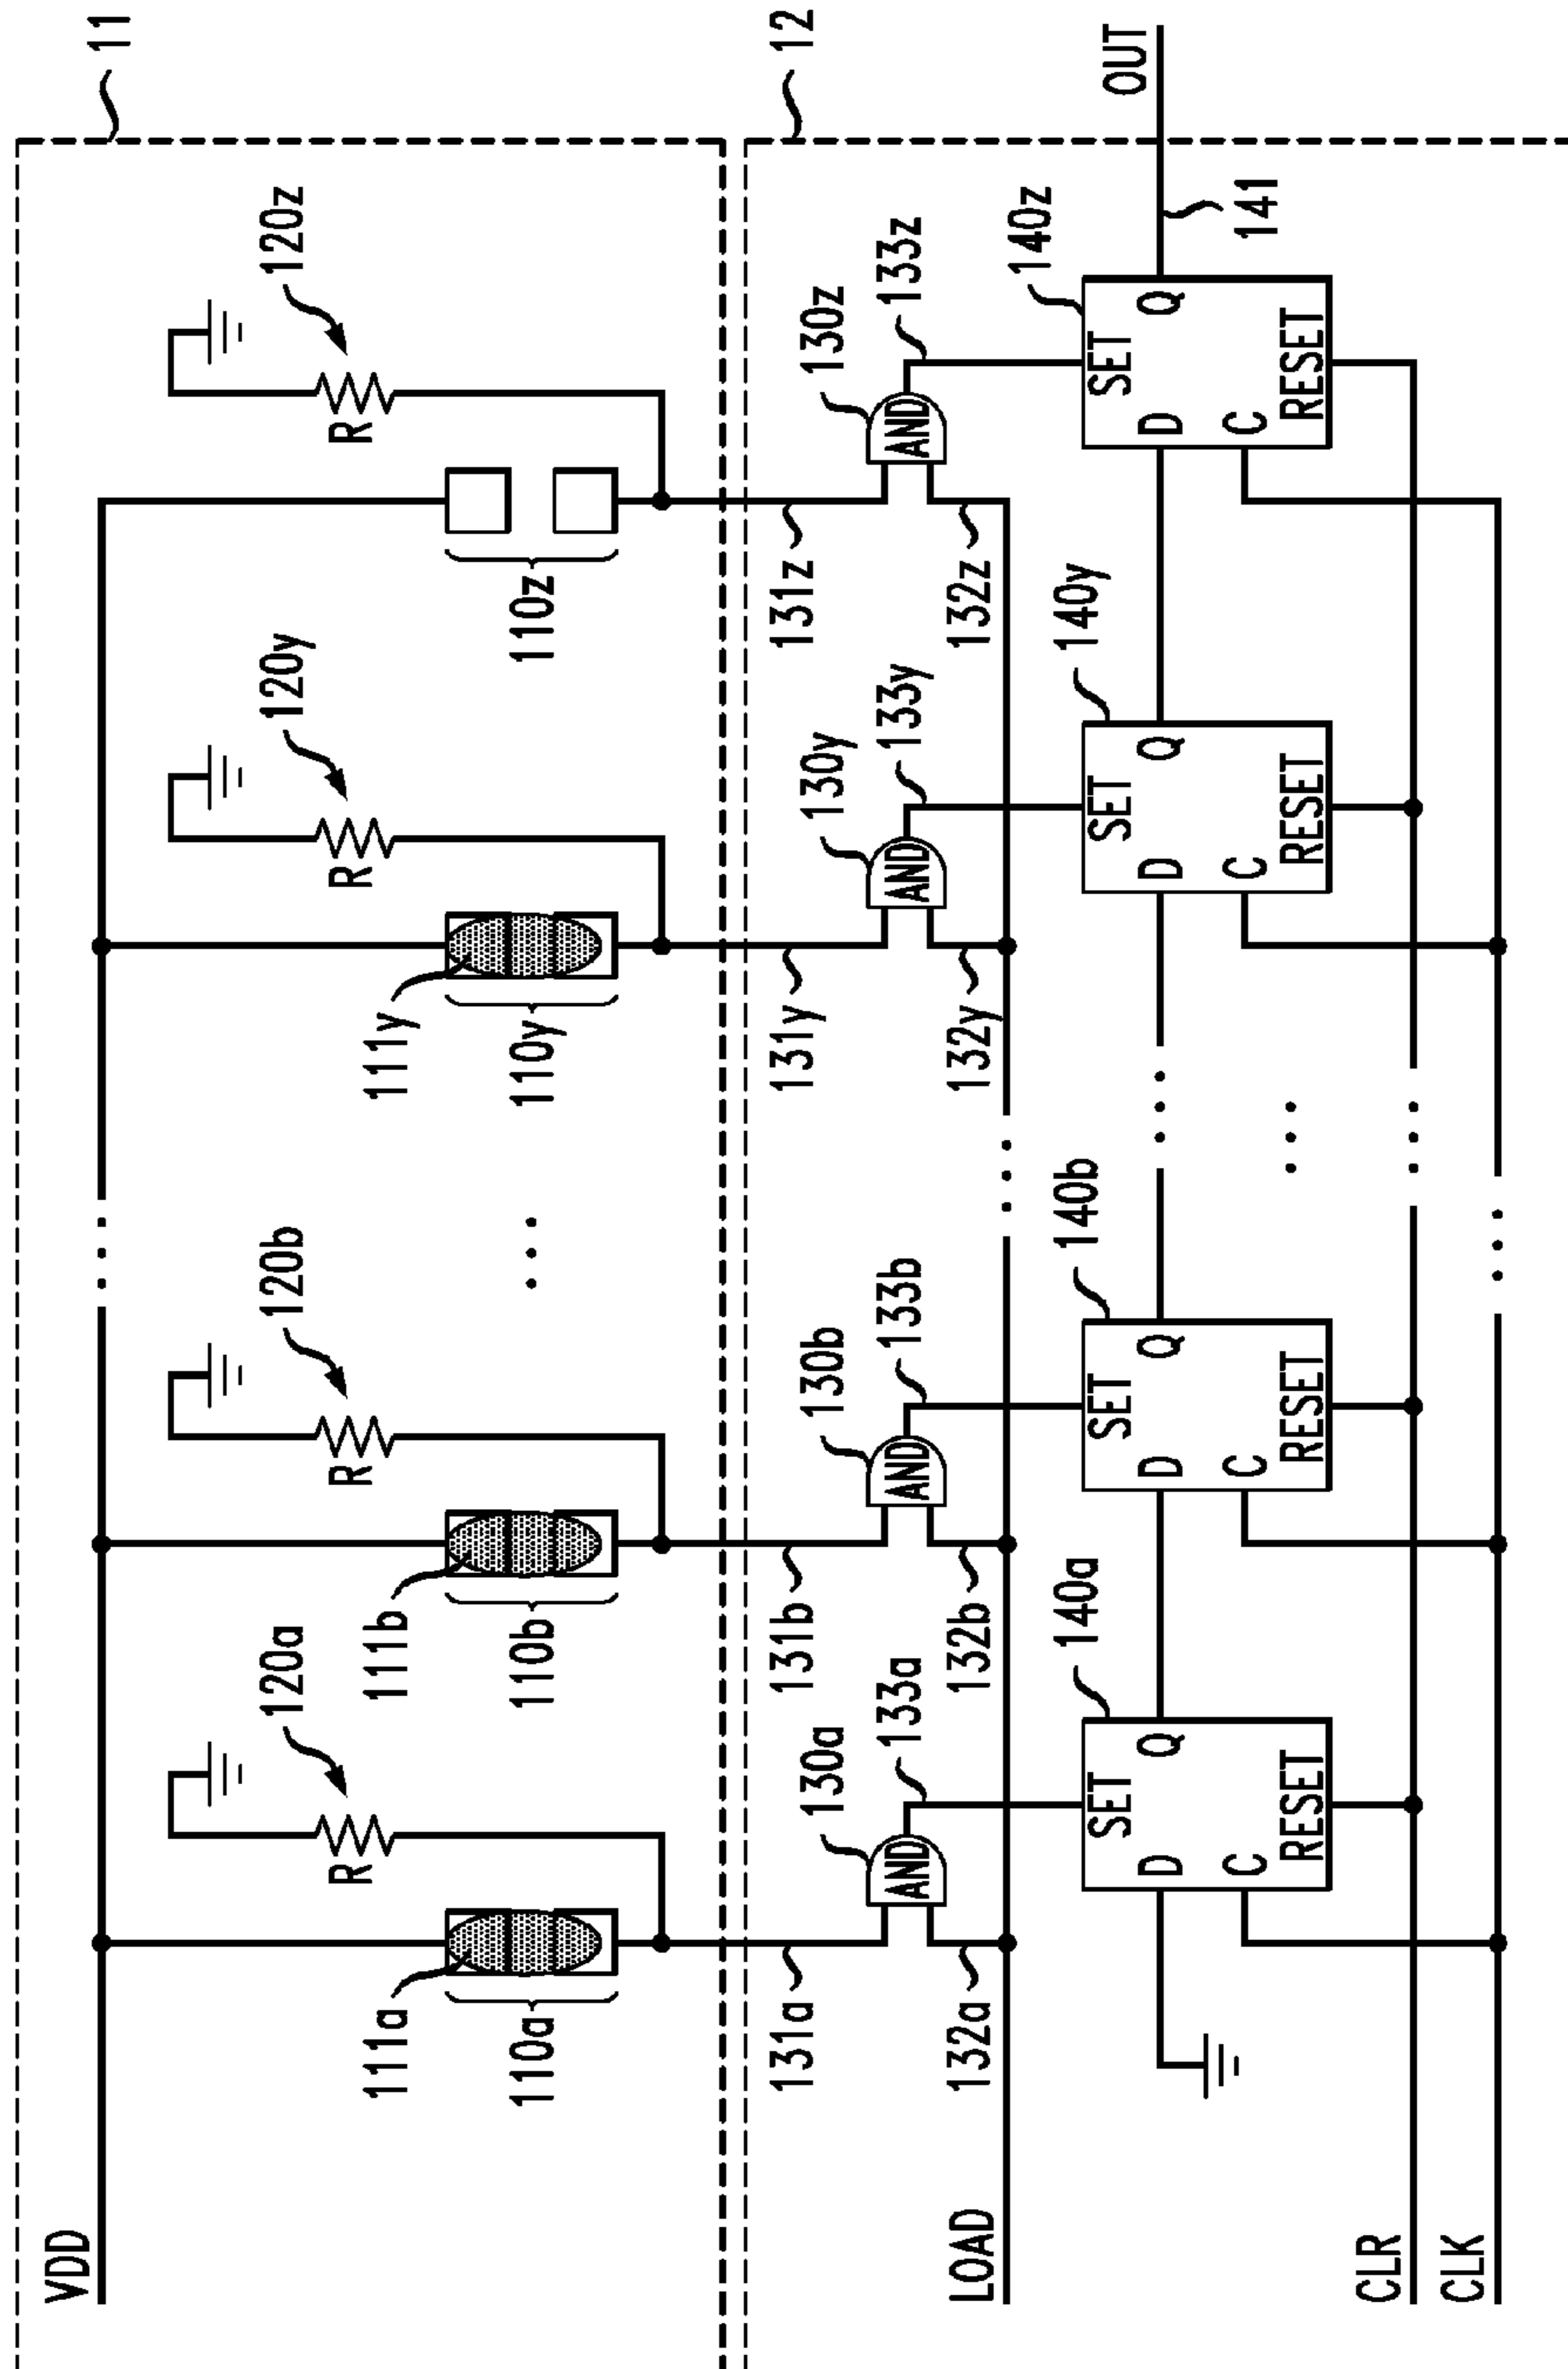 11
VDD
120a
120b
120y
120z
R
R
R
R
111a
111b
111y
110a
110b
110y
110z
12
131a
131b
131y
131z
130a
130b
130y
130z
AND
AND
AND
AND
133a
133b
133y
133z
LOAD
132a
132b
132y
132z
140a
140b
140y
140z
OUT
SET
SET
SET
SET
D
Q
D
Q
D
Q
D
Q
141
C
C
C
C
RESET
RESET
RESET
RESET
CLR
CLK